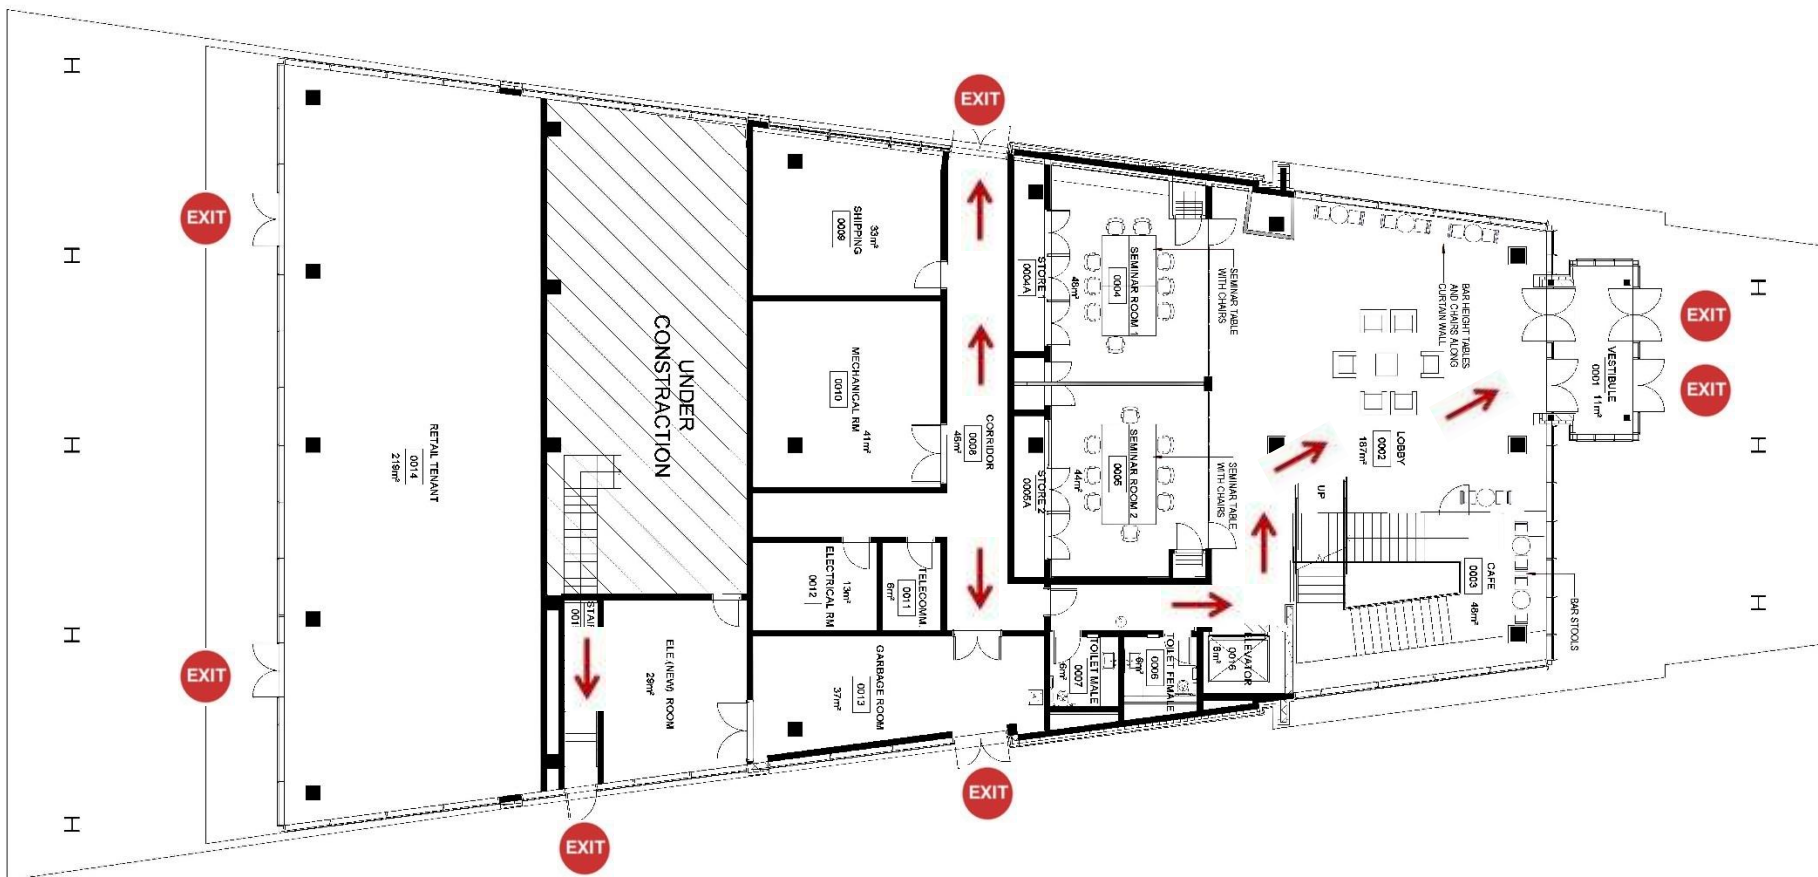 EXIT
EXIT
EXIT
EXIT
EXIT
EXIT
EXIT
RETAIL TENANT
0014
219m²
UNDER
CONSTRACTION
STAIR
001
ELE.(NEW) ROOM
29m²
SHIPPING
0009
33m²
MECHANICAL RM
0010
41m²
ELECTRICAL RM
0012
13m²
TELECOMM.
0011
6m²
GARBAGE ROOM
0013
37m²
CORRIDOR
0008
46m²
STORE 1
0004A
STORE 2
0005A
SEMINAR ROOM 1
0004
48m²
SEMINAR ROOM 2
0005
44m²
SEMINAR TABLE
WITH CHAIRS
SEMINAR TABLE
WITH CHAIRS
TOILET MALE
0007
6m²
TOILET FEMALE
0006
6m²
ELEVATOR
0016
6m²
BAR HEIGHT TABLES
AND CHAIRS ALONG
CURTAIN WALL
LOBBY
0002
187m²
UP
CAFE
0003
46m²
BAR STOOLS
VESTIBULE
0001 11m²
H
H
H
H
H
H
H
H